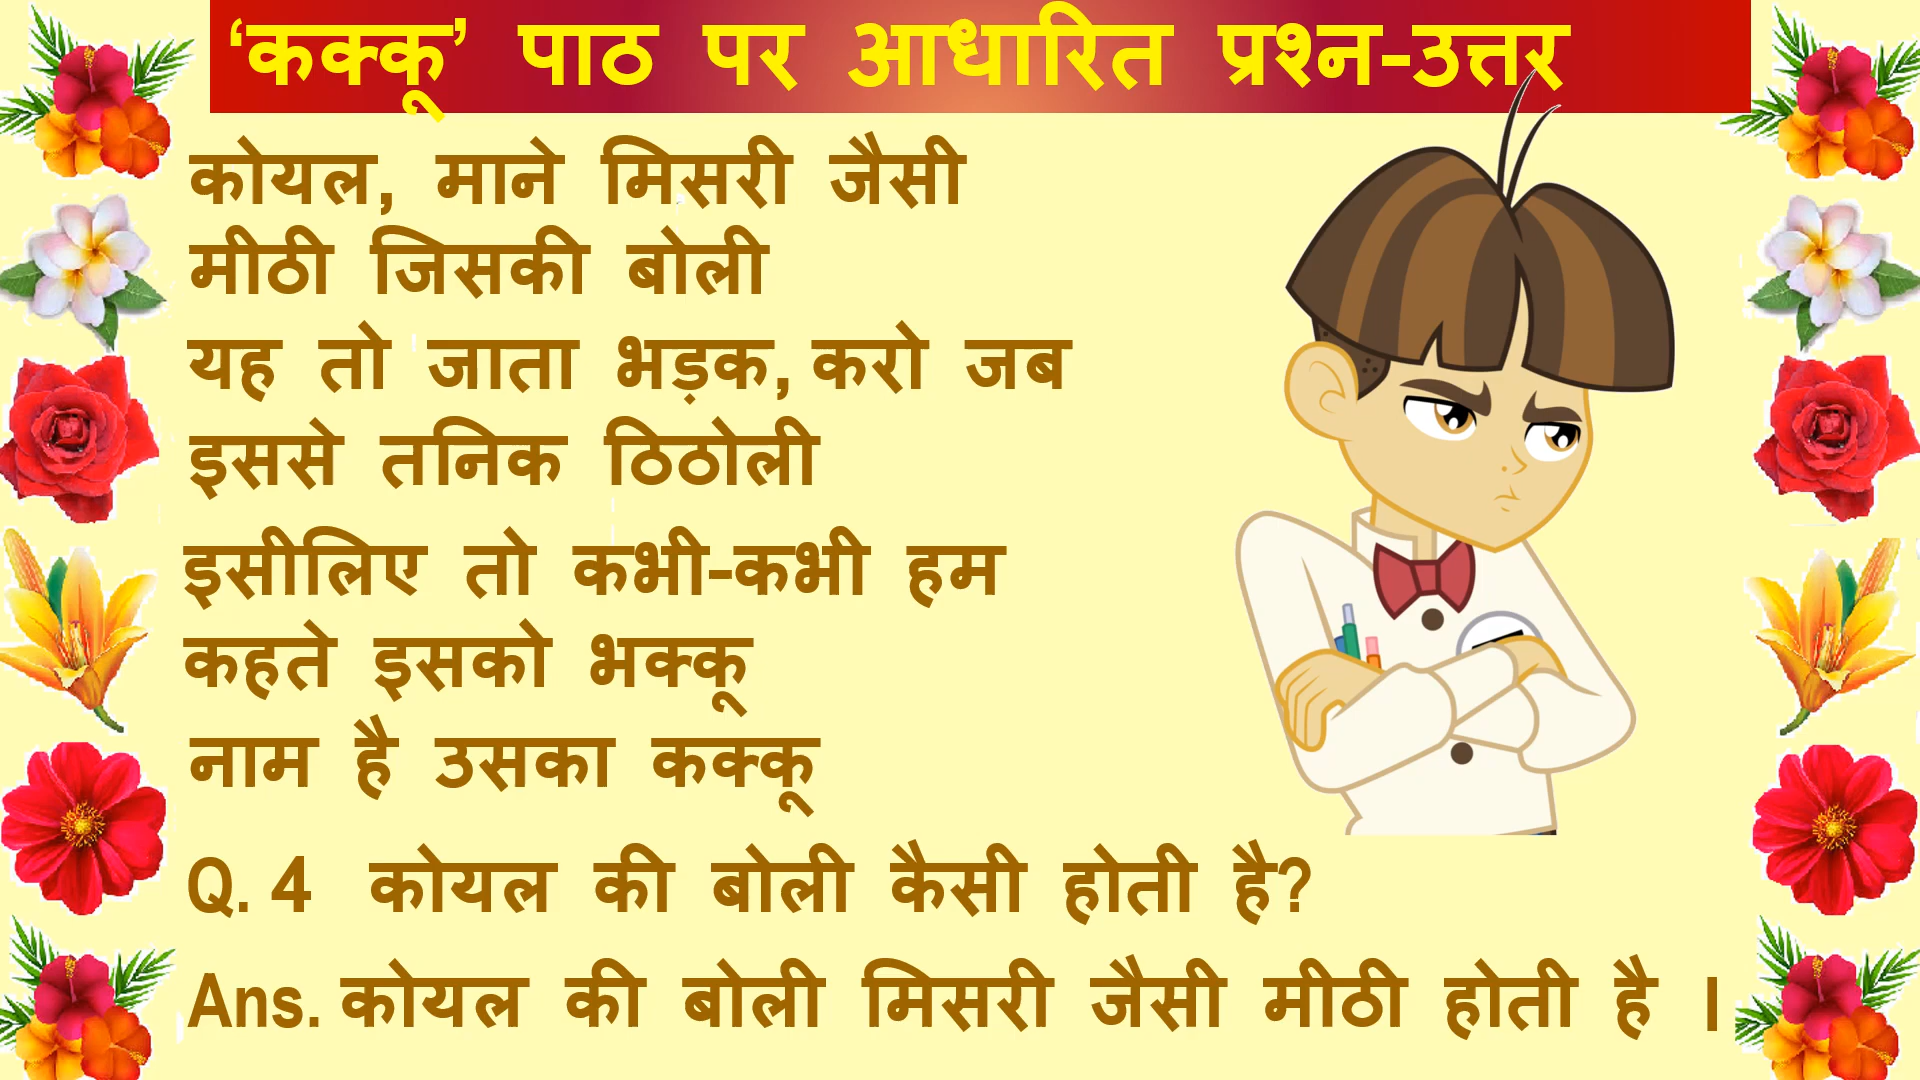 ‘कक्कू’ पाठ पर आधारित प्रश्न-उत्तर
कोयल, माने मिसरी जैसी
मीठी जिसकी बोली
यह तो जाता भड़क, करो जब
इससे तनिक ठिठोली
इसीलिए तो कभी-कभी हम
कहते इसको भक्कू
नाम है उसका कक्कू
Q. 4 कोयल की बोली कैसी होती है?
Ans. कोयल की बोली मिसरी जैसी मीठी होती है ।